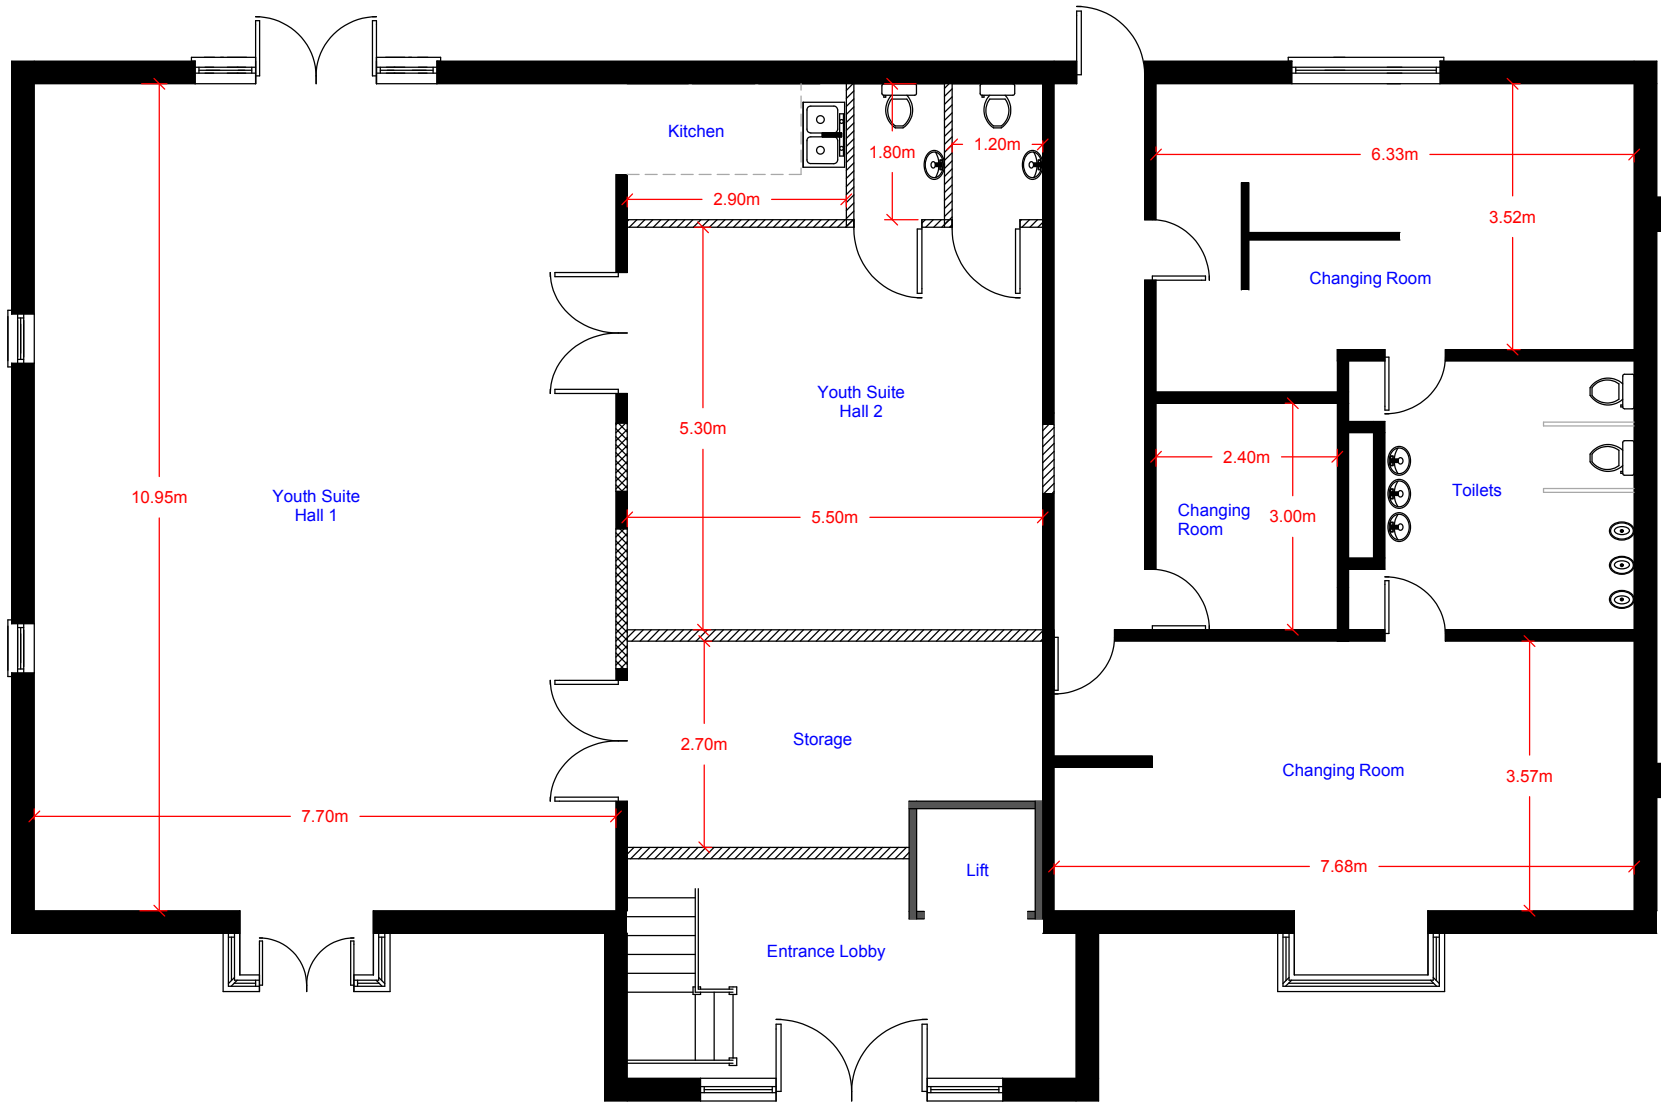 Kitchen
1.80m
1.20m
6.33m
2.90m
3.52m
Changing Room
Youth Suite
Hall 2
5.30m
2.40m
10.95m
Youth Suite
Hall 1
5.50m
Changing
Room
3.00m
Toilets
2.70m
Storage
Changing Room
3.57m
7.70m
Lift
7.68m
Entrance Lobby